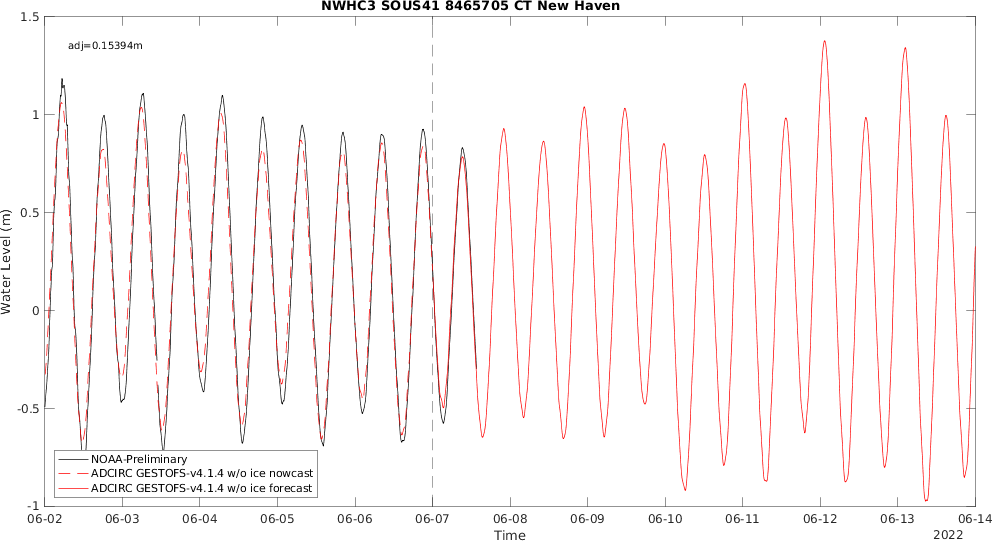 NWHC3 SOUS41 8465705 CT New Haven
adj=0.15394m
Water Level (m)
1.5
1
0.5
0
-0.5
-1
NOAA-Preliminary
ADCIRC GESTOFS-v4.1.4 w/o ice nowcast
ADCIRC GESTOFS-v4.1.4 w/o ice forecast
06-02 06-03 06-04 06-05 06-06 06-07 06-08 06-09 06-10 06-11 06-12 06-13 06-14
Time
2022